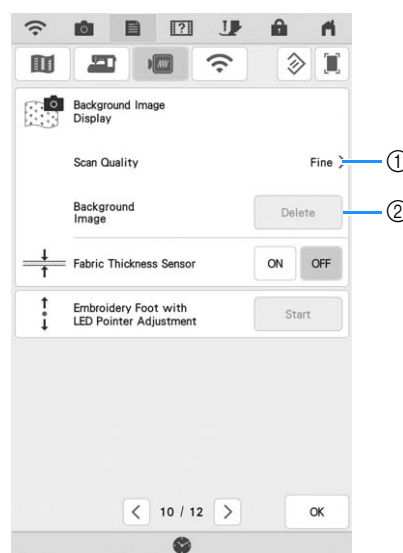 Background Image
Display
Scan Quality
Fine
①
Background
Image
Delete
②
Fabric Thickness Sensor
ON
OFF
Embroidery Foot with
LED Pointer Adjustment
Start
10 / 12
OK